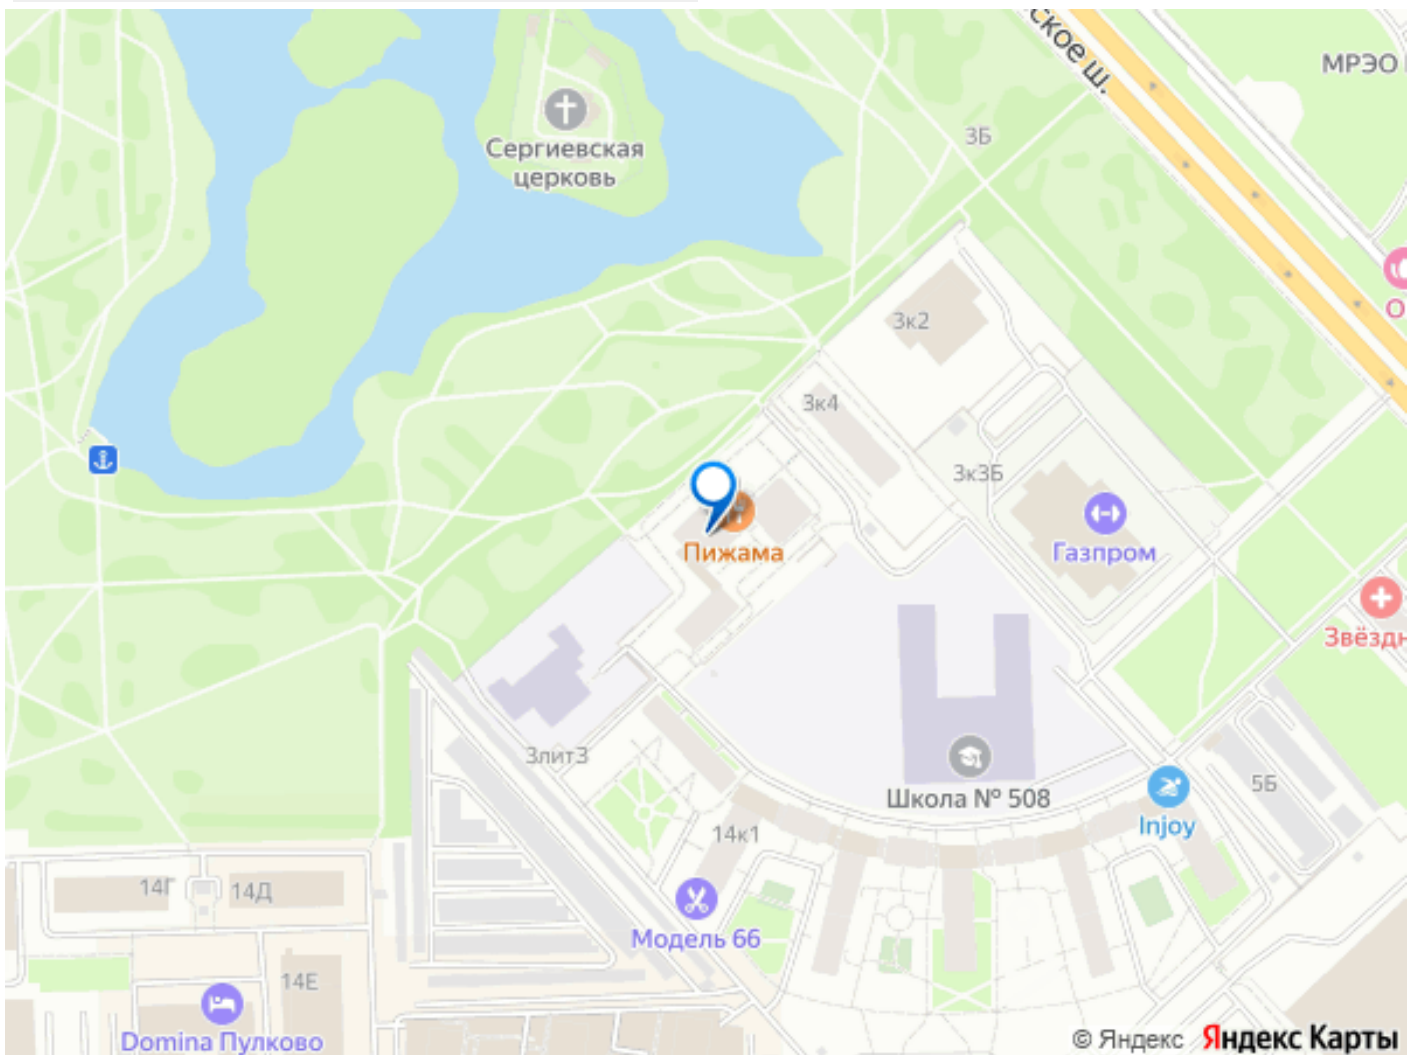 ское ш.
МРЭО
3Б
Сергиевская
церковь
3к2
3к4
3к3Б
Газпром
Пижама
Звёздн
3лит3
Школа № 508
5Б
Injoy
14к1
14Г
14Д
Модель 66
14Е
Domina Пулково
© Яндекс Яндекс Карты